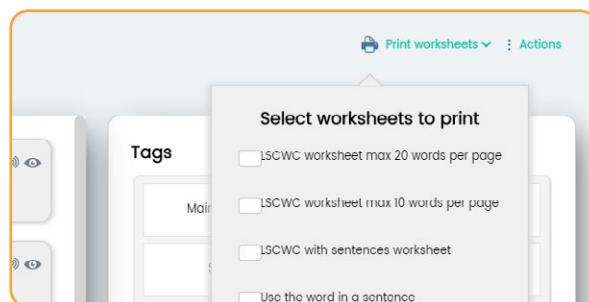 Print worksheets
Actions
Select worksheets to print
Tags
LSCWC worksheet max 20 words per page
Main
LSCWC worksheet max 10 words per page
LSCWC with sentences worksheet
Use the word in a sentence